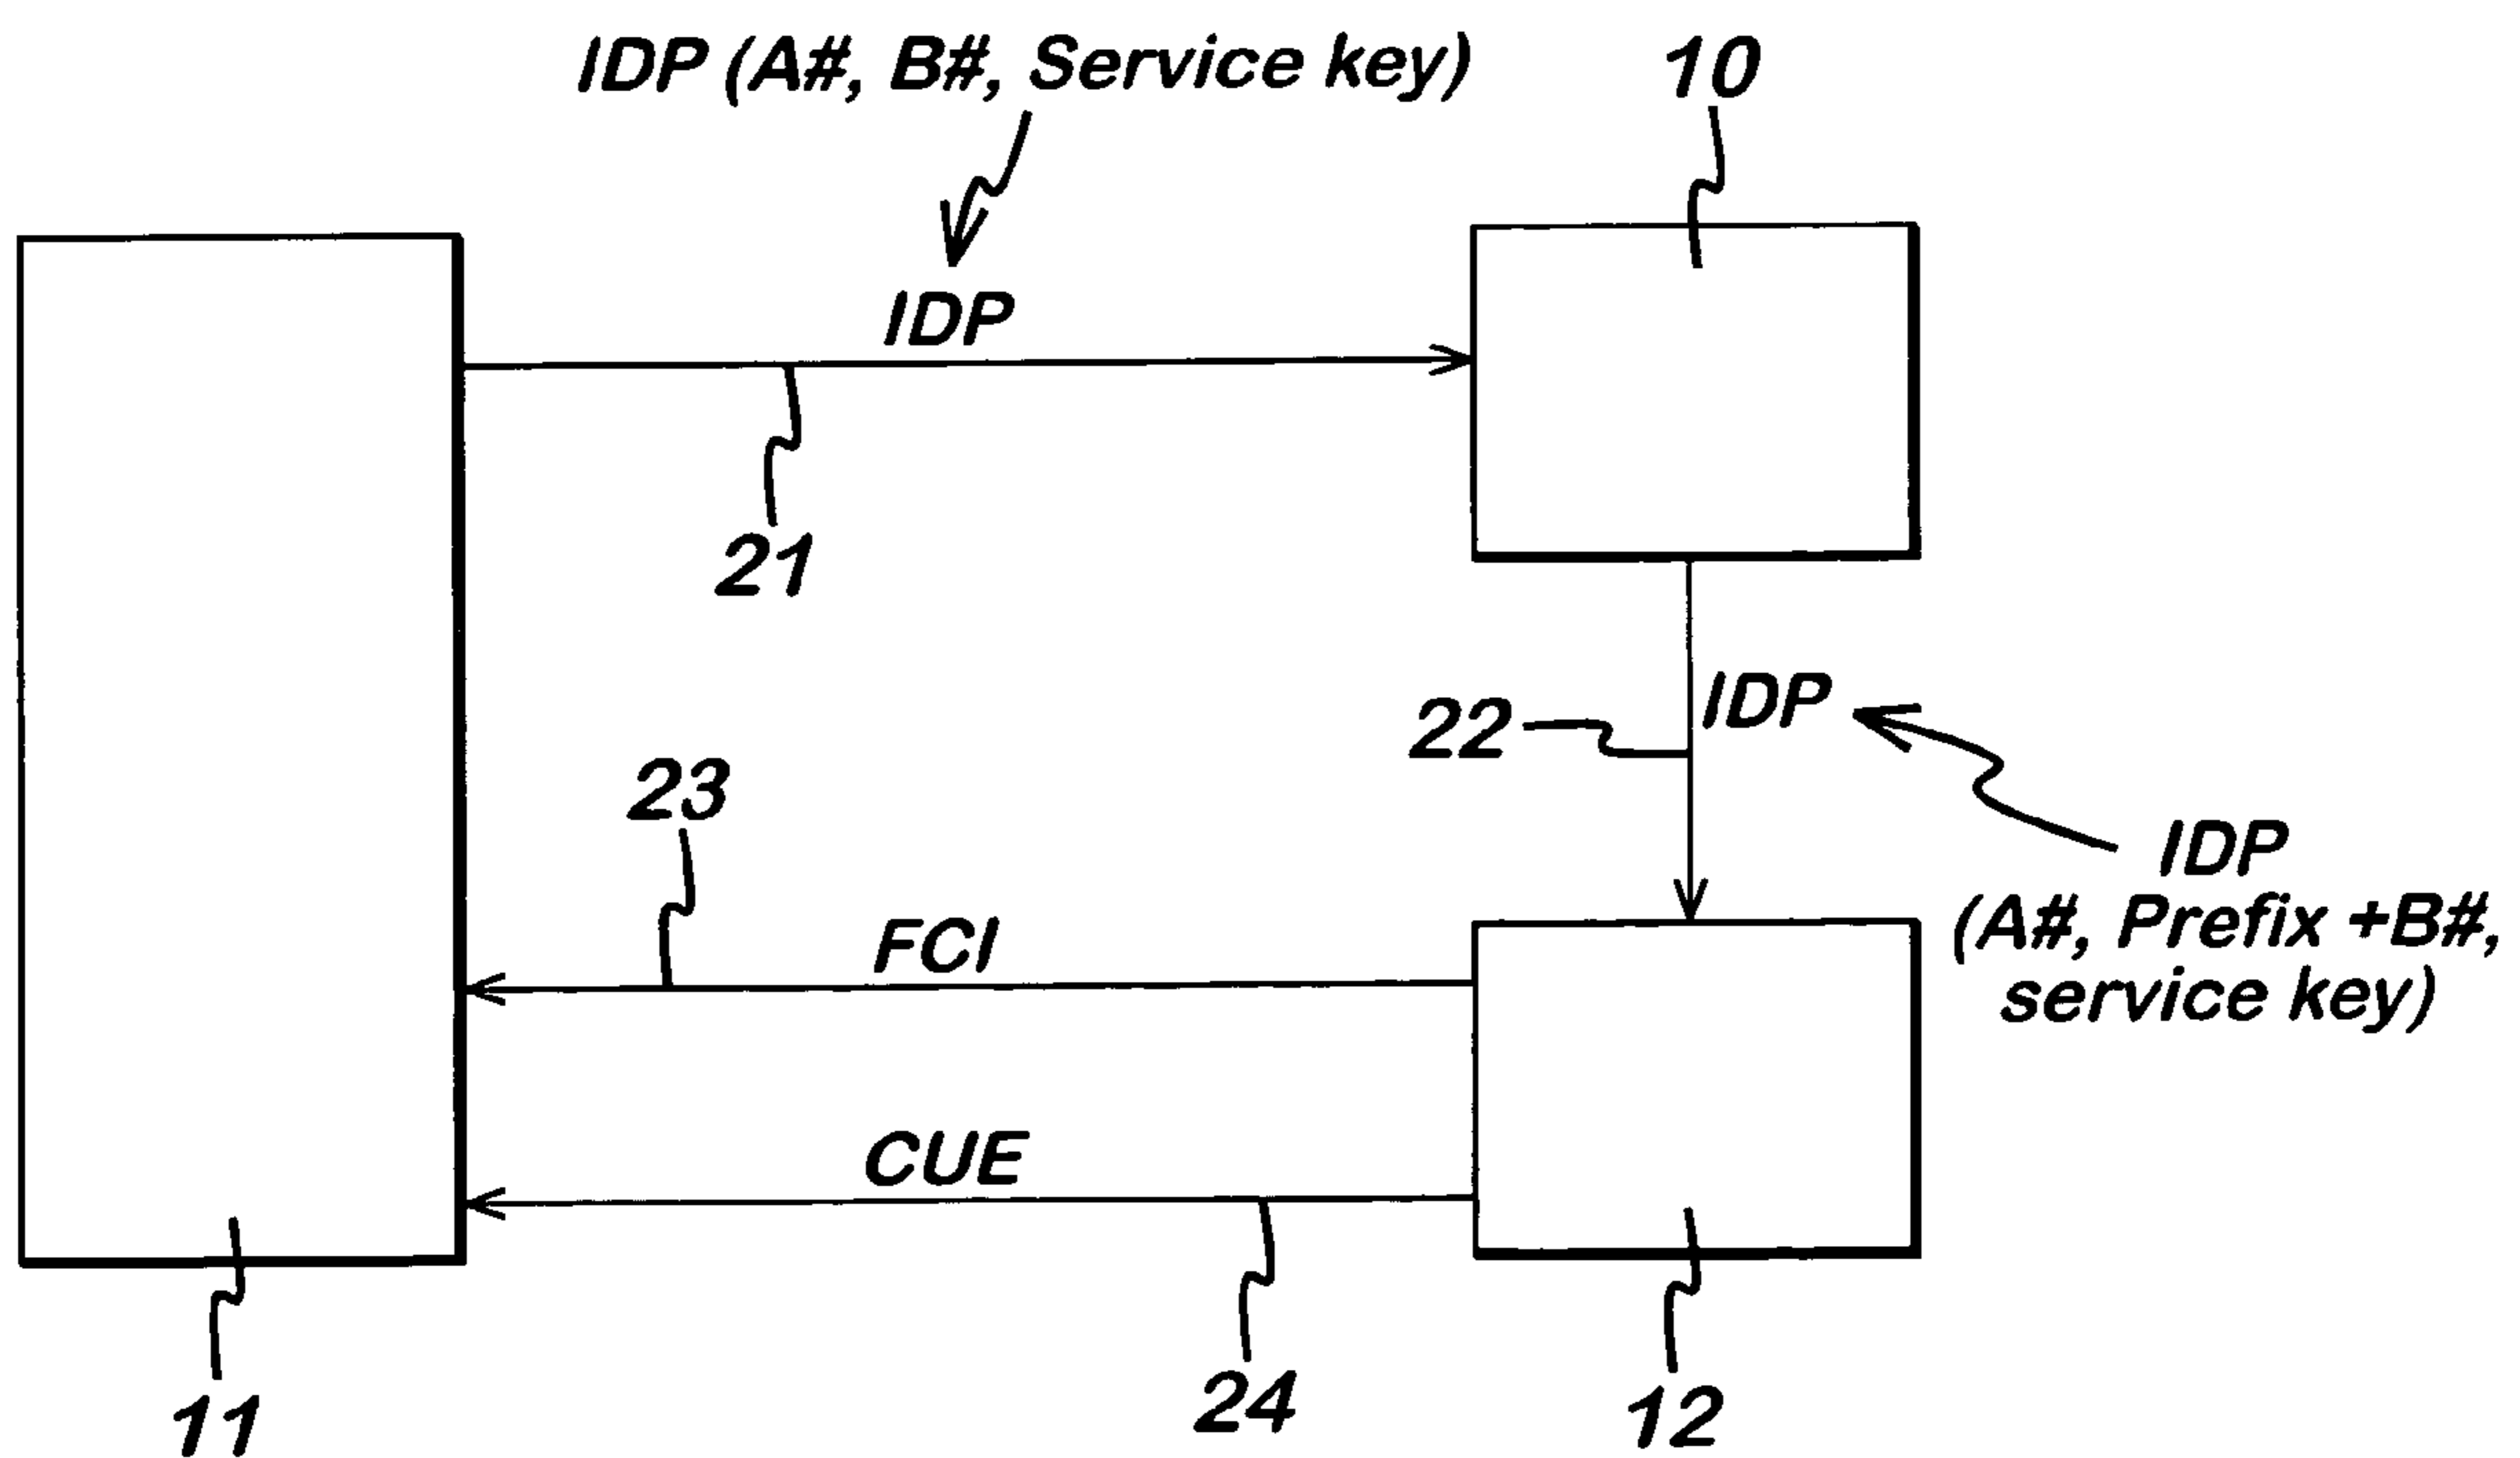 IDP (A#, B#, Service key)
10
IDP
21
22
IDP
23
IDP
(A#, Prefix +B#,
service key)
FCI
CUE
24
11
12